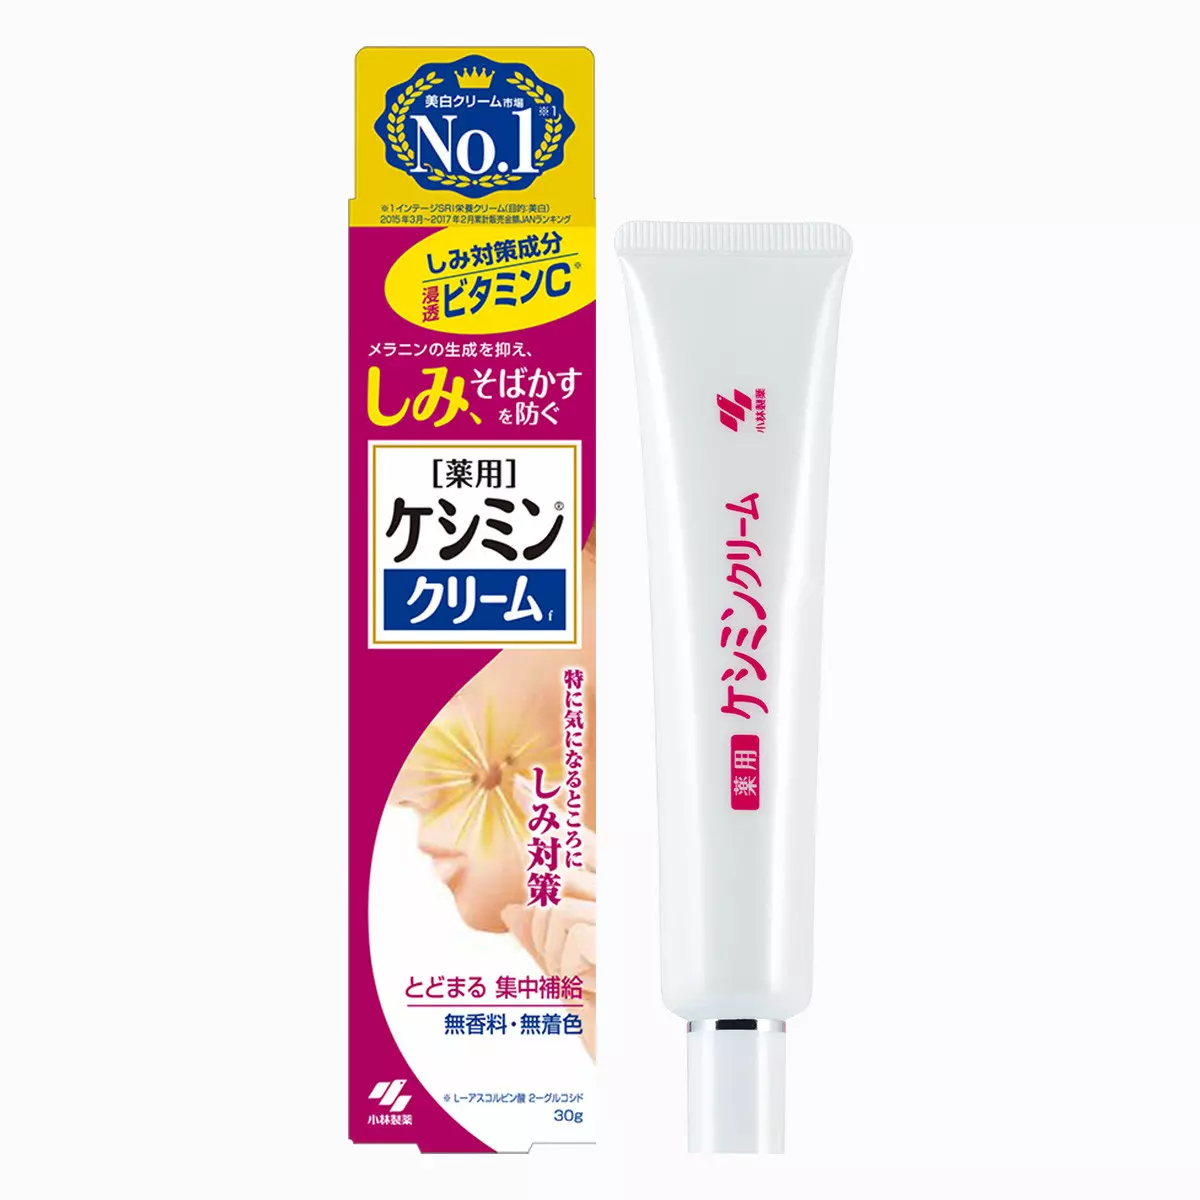 美白クリーム市場
No.1※1
※1インテージSRI栄養クリーム(目的:美白)
2015年3月〜2017年2月累計販売金額JANランキング
しみ対策成分
浸透ビタミンC※
メラニンの生成を抑え、
しみ、そばかす
を防ぐ
[薬用]
ケシミン®
クリームf
特に気になるところに
しみ対策
とどまる 集中補給
無香料・無着色
※ L-アスコルビン酸 2-グルコシド
30g
小林製薬
小林製薬
薬用 ケシミンクリーム